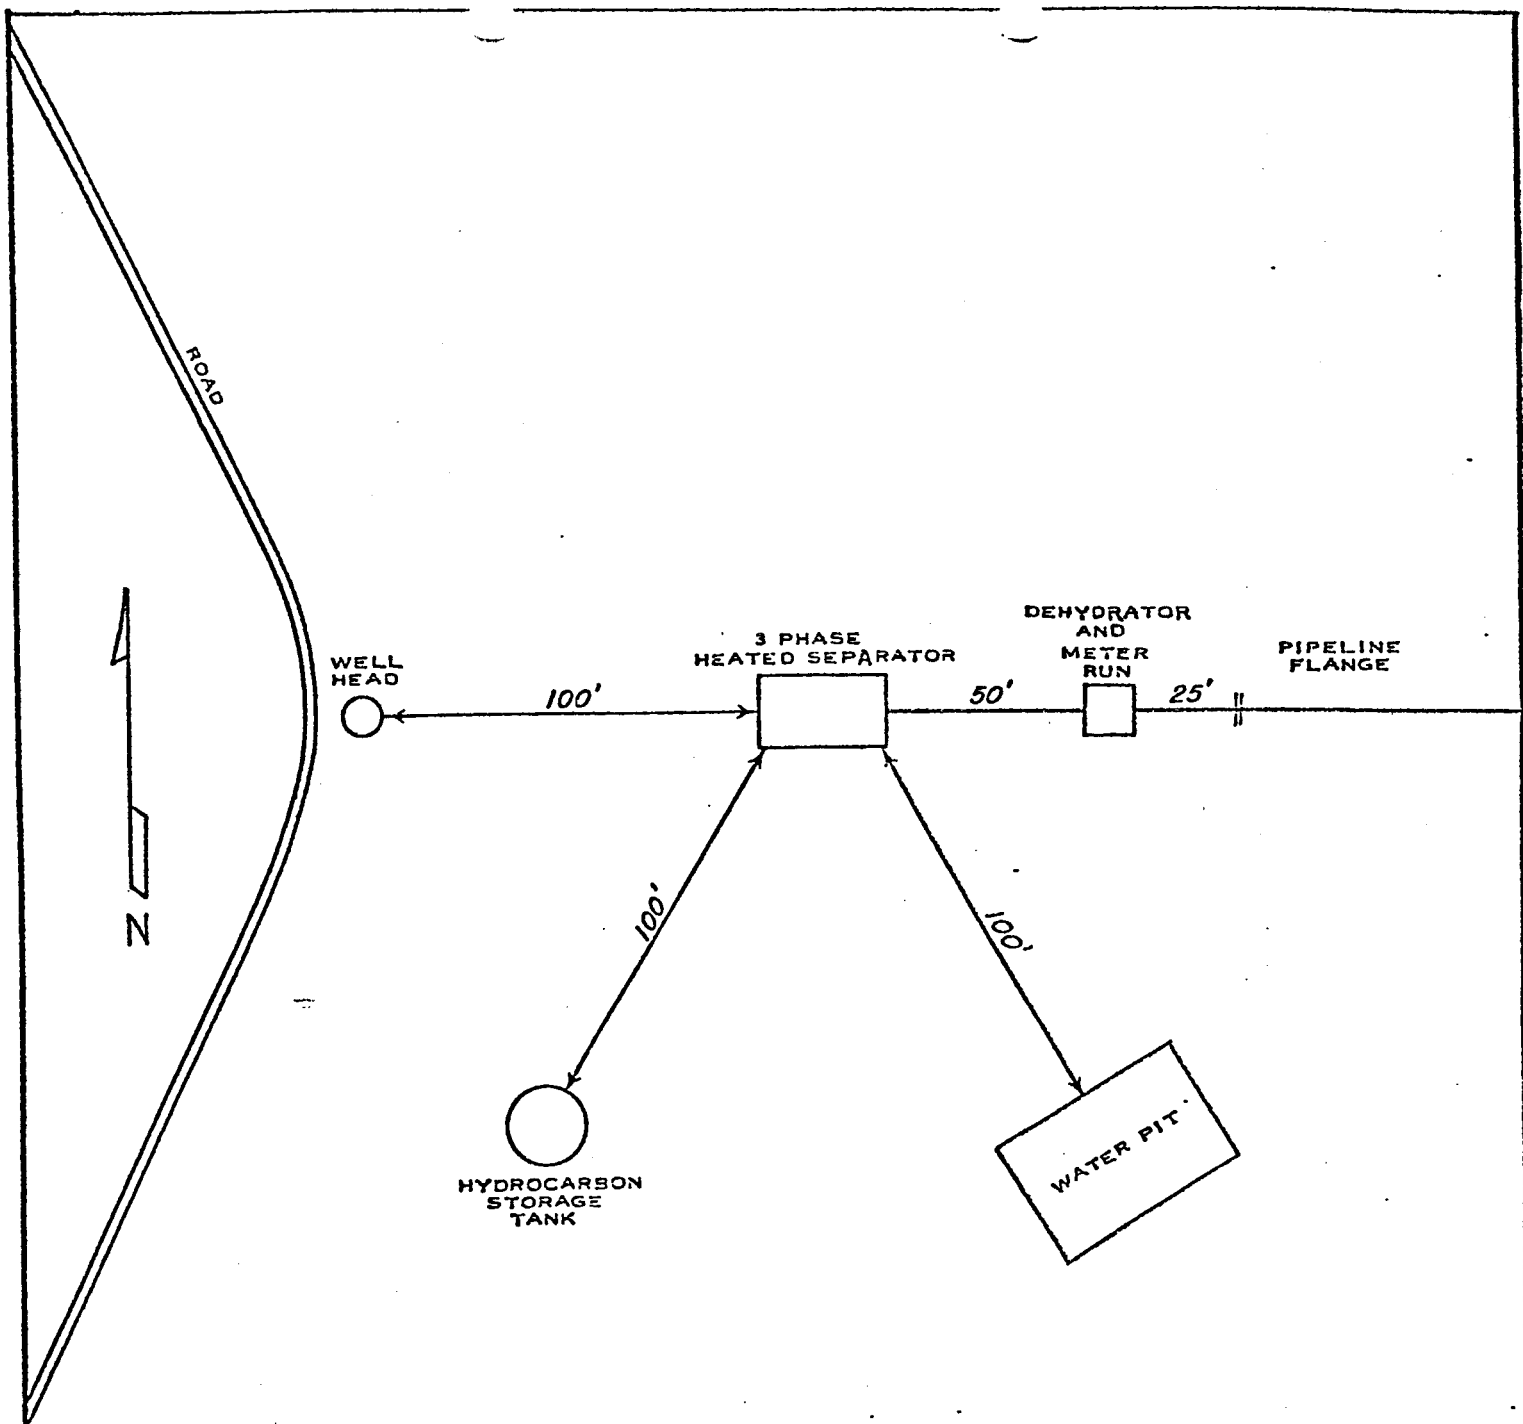 ROAD
DEHYDRATOR
AND
METER
RUN
3 PHASE
HEATED SEPARATOR
PIPELINE
FLANGE
WELL
HEAD
100'
50'
25'
100'
100'
N
HYDROCARBON
STORAGE
TANK
WATER PIT